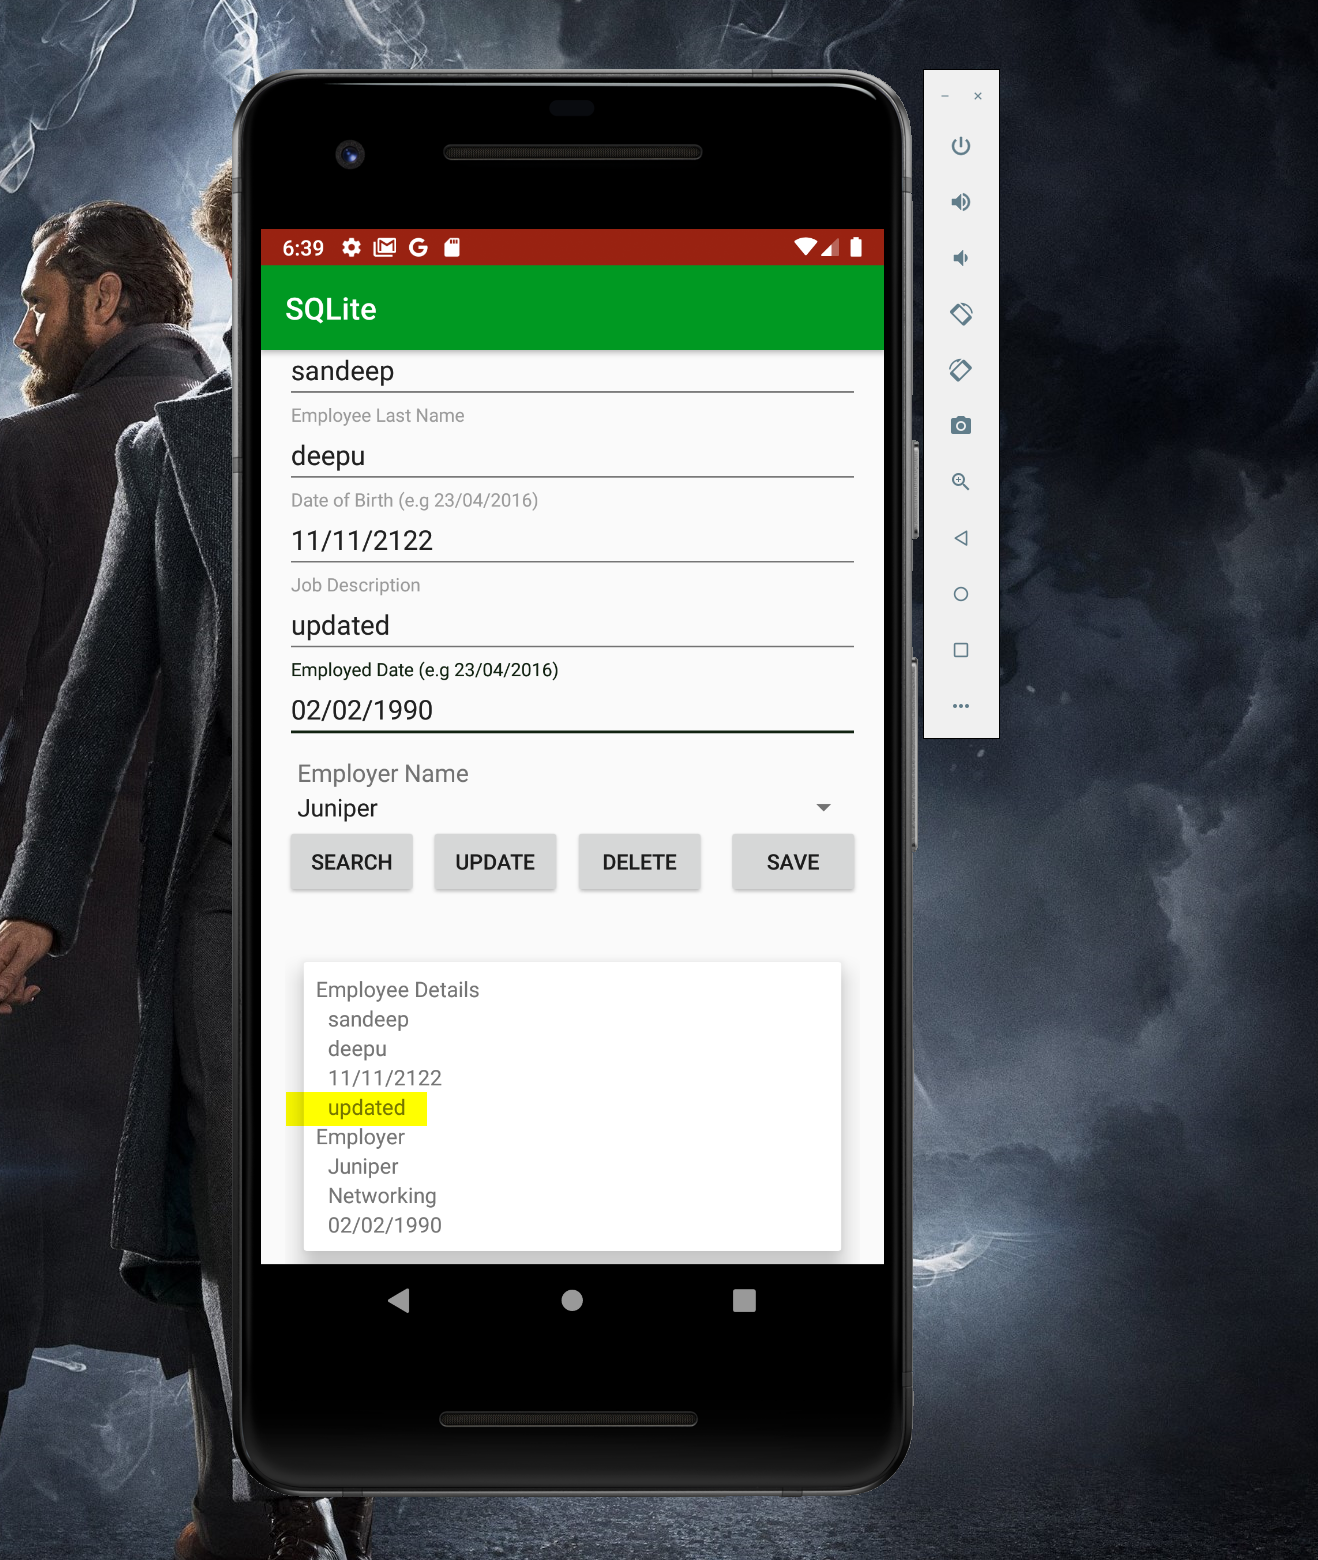 6:39
SQLite
sandeep
Employee Last Name
deepu
Date of Birth (e.g 23/04/2016)
11/11/2122
Job Description
updated
Employed Date (e.g 23/04/2016)
02/02/1990
Employer Name
Juniper
SEARCH UPDATE DELETE SAVE
Employee Details
sandeep
deepu
11/11/2122
updated
Employer
Juniper
Networking
02/02/1990